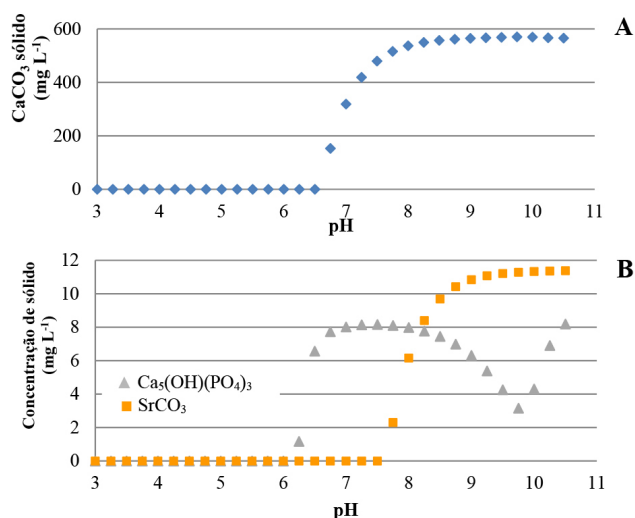 A
CaCO₃ sólido
(mg L⁻¹)
600
400
200
0
3 4 5 6 7 8 9 10 11
pH
B
Concentração de sólido
(mg L⁻¹)
12
10
8
6
4
2
0
Ca₅(OH)(PO₄)₃
SrCO₃
3 4 5 6 7 8 9 10 11
pH